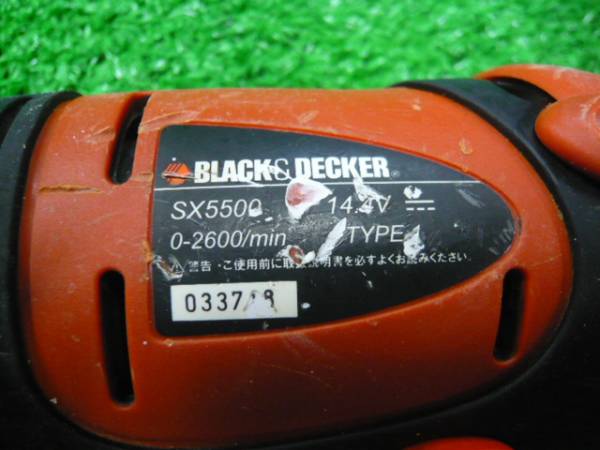 BLACK&DECKER
SX5500 14.4V
0-2600/min TYPE 1
警告 ご使用前に取扱説明書を必ずよくお読みください。